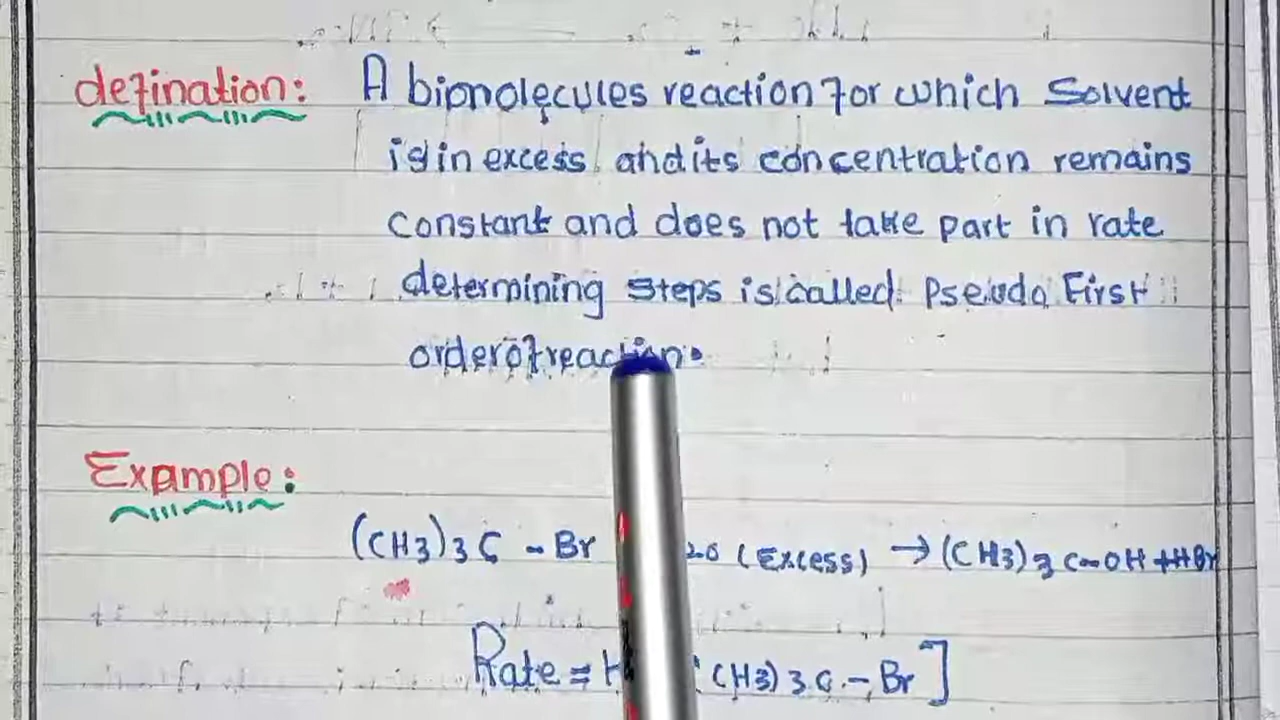 defination: A bimolecules reaction for which Solvent
is in excess and its concentration remains
constant and does not take part in rate
determining steps is called Pseudo First
order of reaction.
Example:
(CH3)3C - Br 2O (Excess) → (CH3)3C-OH + HBr
Rate = (CH3)3C - Br]